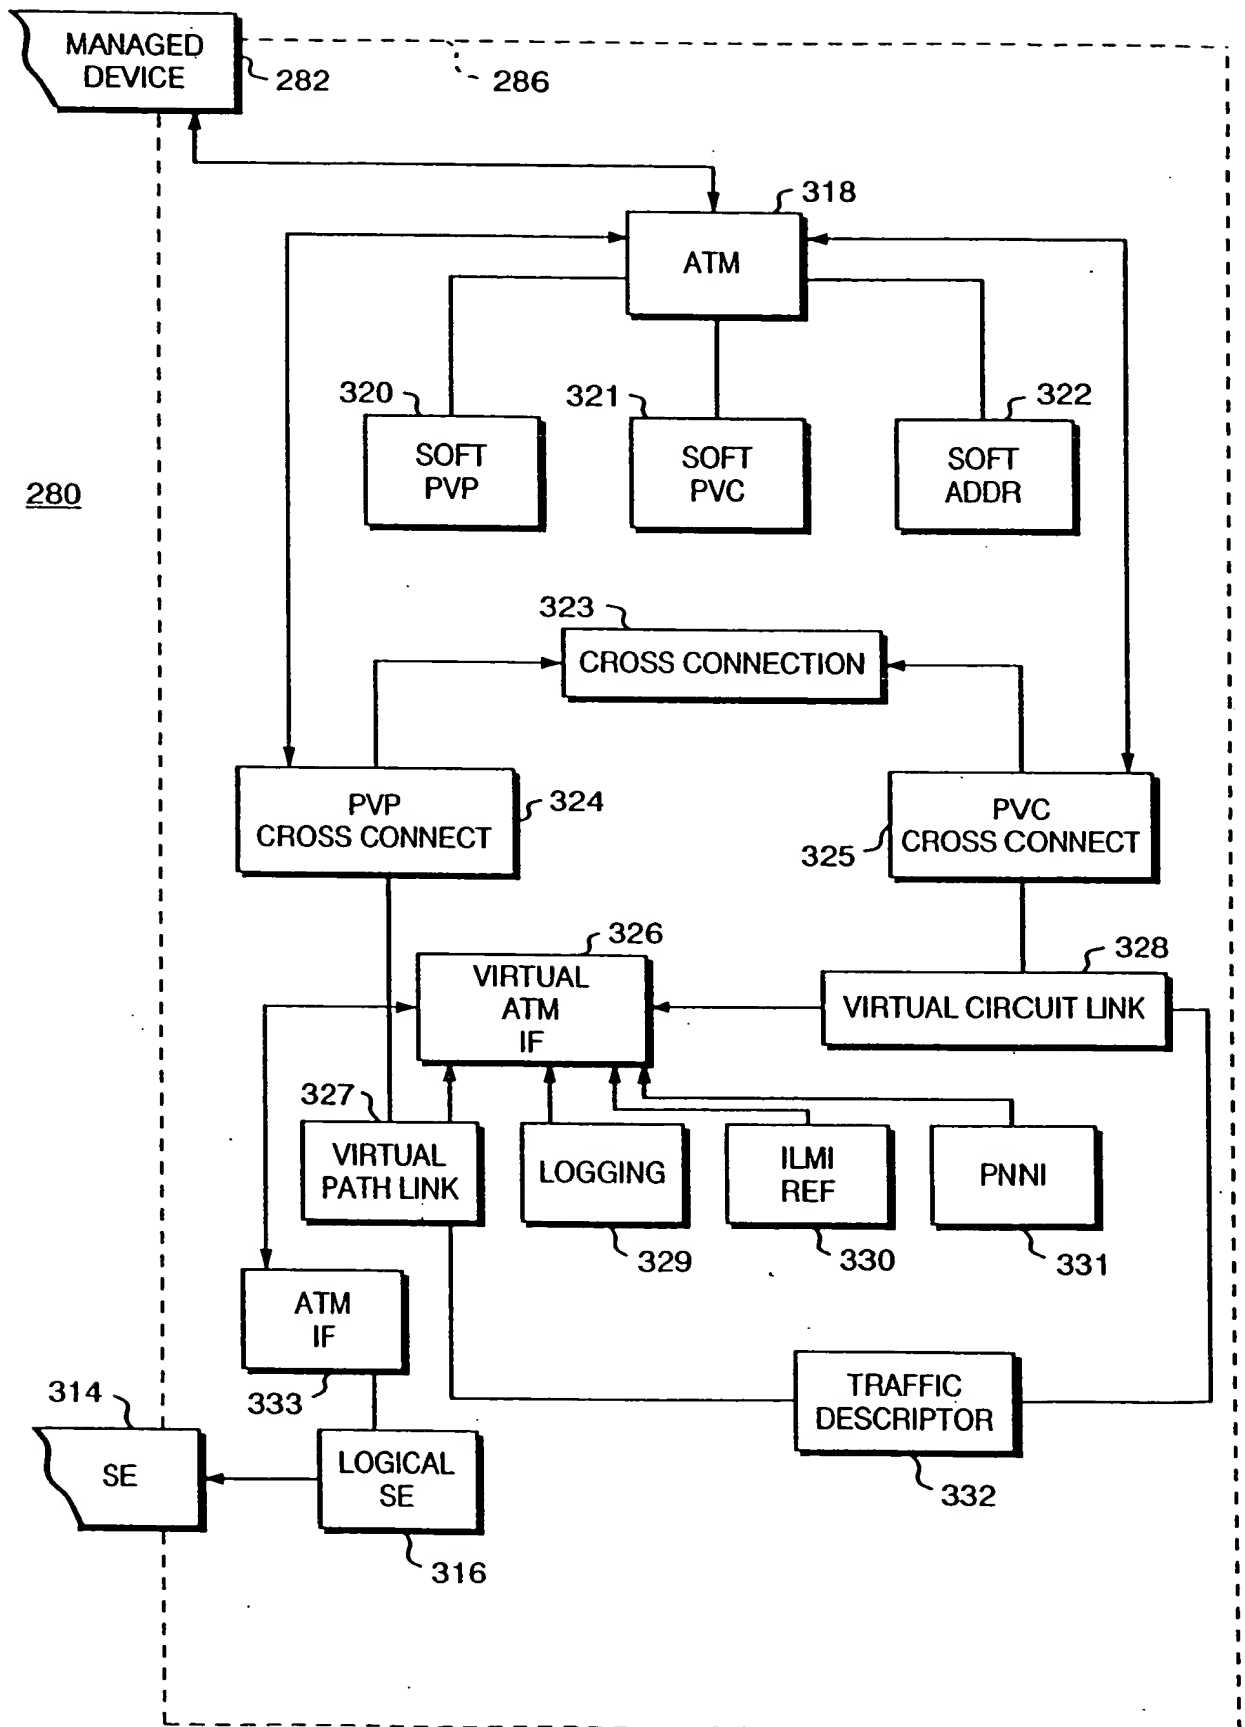 MANAGED
DEVICE
282
286
318
ATM
320
321
322
SOFT
PVP
SOFT
PVC
SOFT
ADDR
280
323
CROSS CONNECTION
PVP
CROSS CONNECT
324
PVC
CROSS CONNECT
325
326
VIRTUAL
ATM
IF
328
VIRTUAL CIRCUIT LINK
327
VIRTUAL
PATH LINK
LOGGING
329
ILMI
REF
330
PNNI
331
ATM
IF
333
TRAFFIC
DESCRIPTOR
332
314
SE
LOGICAL
SE
316